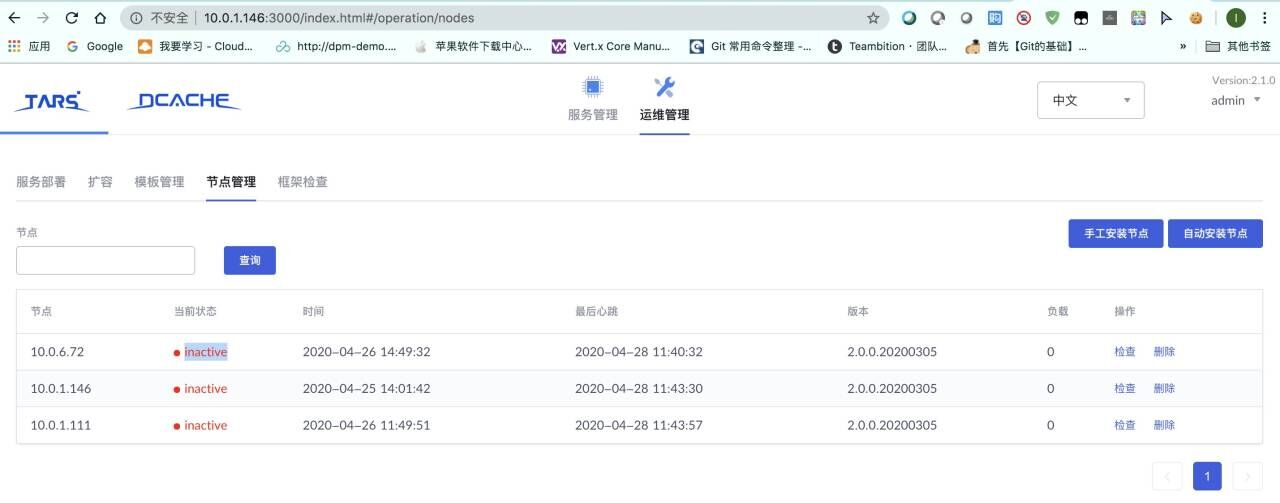 不安全 | 10.0.1.146:3000/index.html#/operation/nodes
应用 Google 我要学习 - Cloud... http://dpm-demo.... 苹果软件下载中心... Vert.x Core Manu... Git 常用命令整理 -... Teambition · 团队... 首先【Git的基础】... » 其他书签
TARS DCACHE 服务管理 运维管理 中文 Version:2.1.0 admin
服务部署 扩容 模板管理 节点管理 框架检查
节点
查询 手工安装节点 自动安装节点
节点 当前状态 时间 最后心跳 版本 负载 操作
10.0.6.72 inactive 2020-04-26 14:49:32 2020-04-28 11:40:32 2.0.0.20200305 0 检查 删除
10.0.1.146 inactive 2020-04-25 14:01:42 2020-04-28 11:43:30 2.0.0.20200305 0 检查 删除
10.0.1.111 inactive 2020-04-26 11:49:51 2020-04-28 11:43:57 2.0.0.20200305 0 检查 删除
1